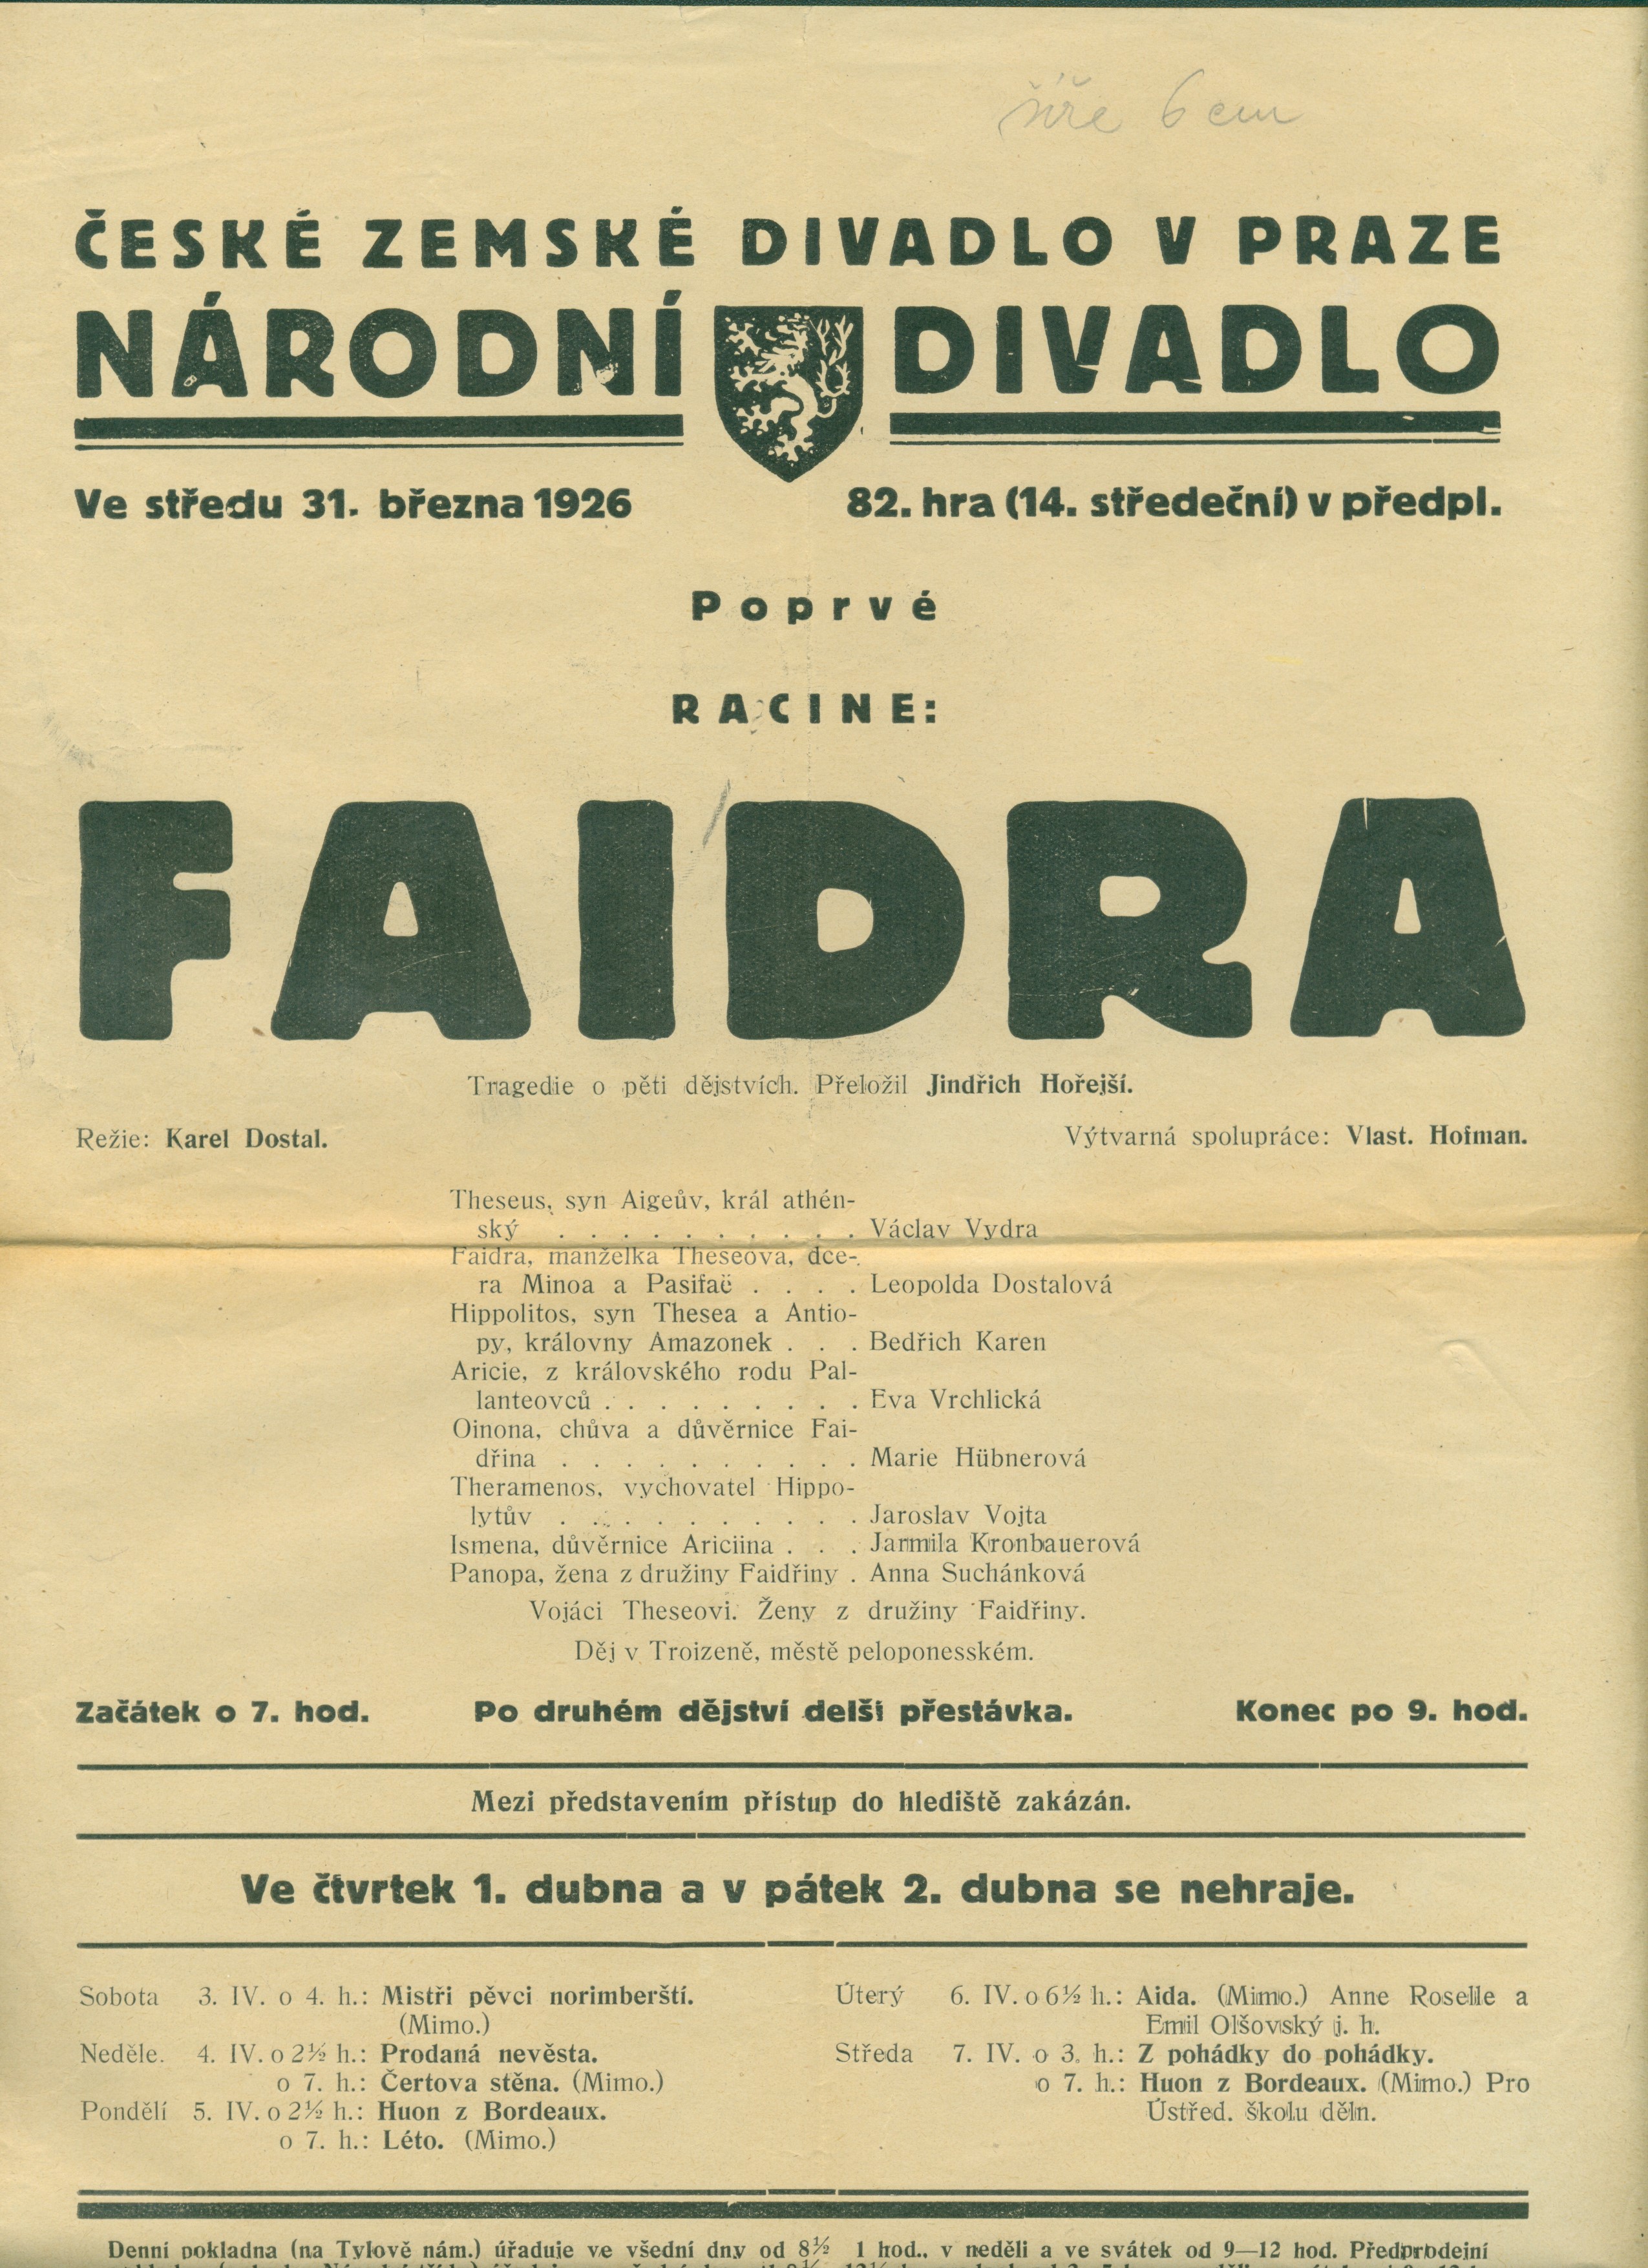 šíře 6 cm
ČESKÉ ZEMSKÉ DIVADLO V PRAZE
NÁRODNÍ DIVADLO
Ve středu 31. března 1926 82. hra (14. středeční) v předpl.
Poprvé
RACINE:
FAIDRA
Tragedie o pěti dějstvích. Přeložil Jindřich Hořejší.
Režie: Karel Dostal. Výtvarná spolupráce: Vlast. Hofman.
Theseus, syn Aigeův, král athén-
ský . . . . . . . . . . Václav Vydra
Faidra, manželka Theseova, dce-
ra Minoa a Pasifaë . . . . Leopolda Dostalová
Hippolitos, syn Thesea a Antio-
py, královny Amazonek . . . Bedřich Karen
Aricie, z královského rodu Pal-
lanteovců . . . . . . . . . Eva Vrchlická
Oinona, chůva a důvěrnice Fai-
dřina . . . . . . . . . . Marie Hübnerová
Theramenos, vychovatel Hippo-
lytův . . . . . . . . . . Jaroslav Vojta
Ismena, důvěrnice Ariciina . . . Jarmila Kronbauerová
Panopa, žena z družiny Faidřiny . Anna Suchánková
Vojáci Theseovi. Ženy z družiny Faidřiny.
Děj v Troizeně, městě peloponesském.
Začátek o 7. hod. Po druhém dějství delší přestávka. Konec po 9. hod.
Mezi představením přístup do hlediště zakázán.
Ve čtvrtek 1. dubna a v pátek 2. dubna se nehraje.
Sobota 3. IV. o 4. h.: Mistři pěvci norimberští.
(Mimo.)
Neděle. 4. IV. o 2½ h.: Prodaná nevěsta.
o 7. h.: Čertova stěna. (Mimo.)
Pondělí 5. IV. o 2½ h.: Huon z Bordeaux.
o 7. h.: Léto. (Mimo.)
Úterý 6. IV. o 6½ h.: Aida. (Mimo.) Anne Roselle a
Emil Olšovský j. h.
Středa 7. IV. o 3. h.: Z pohádky do pohádky.
o 7. h.: Huon z Bordeaux. (Mimo.) Pro
Ústřed. školu děln.
Denní pokladna (na Tylově nám.) úřaduje ve všední dny od 8½ 1 hod., v neděli a ve svátek od 9—12 hod. Předprodejní